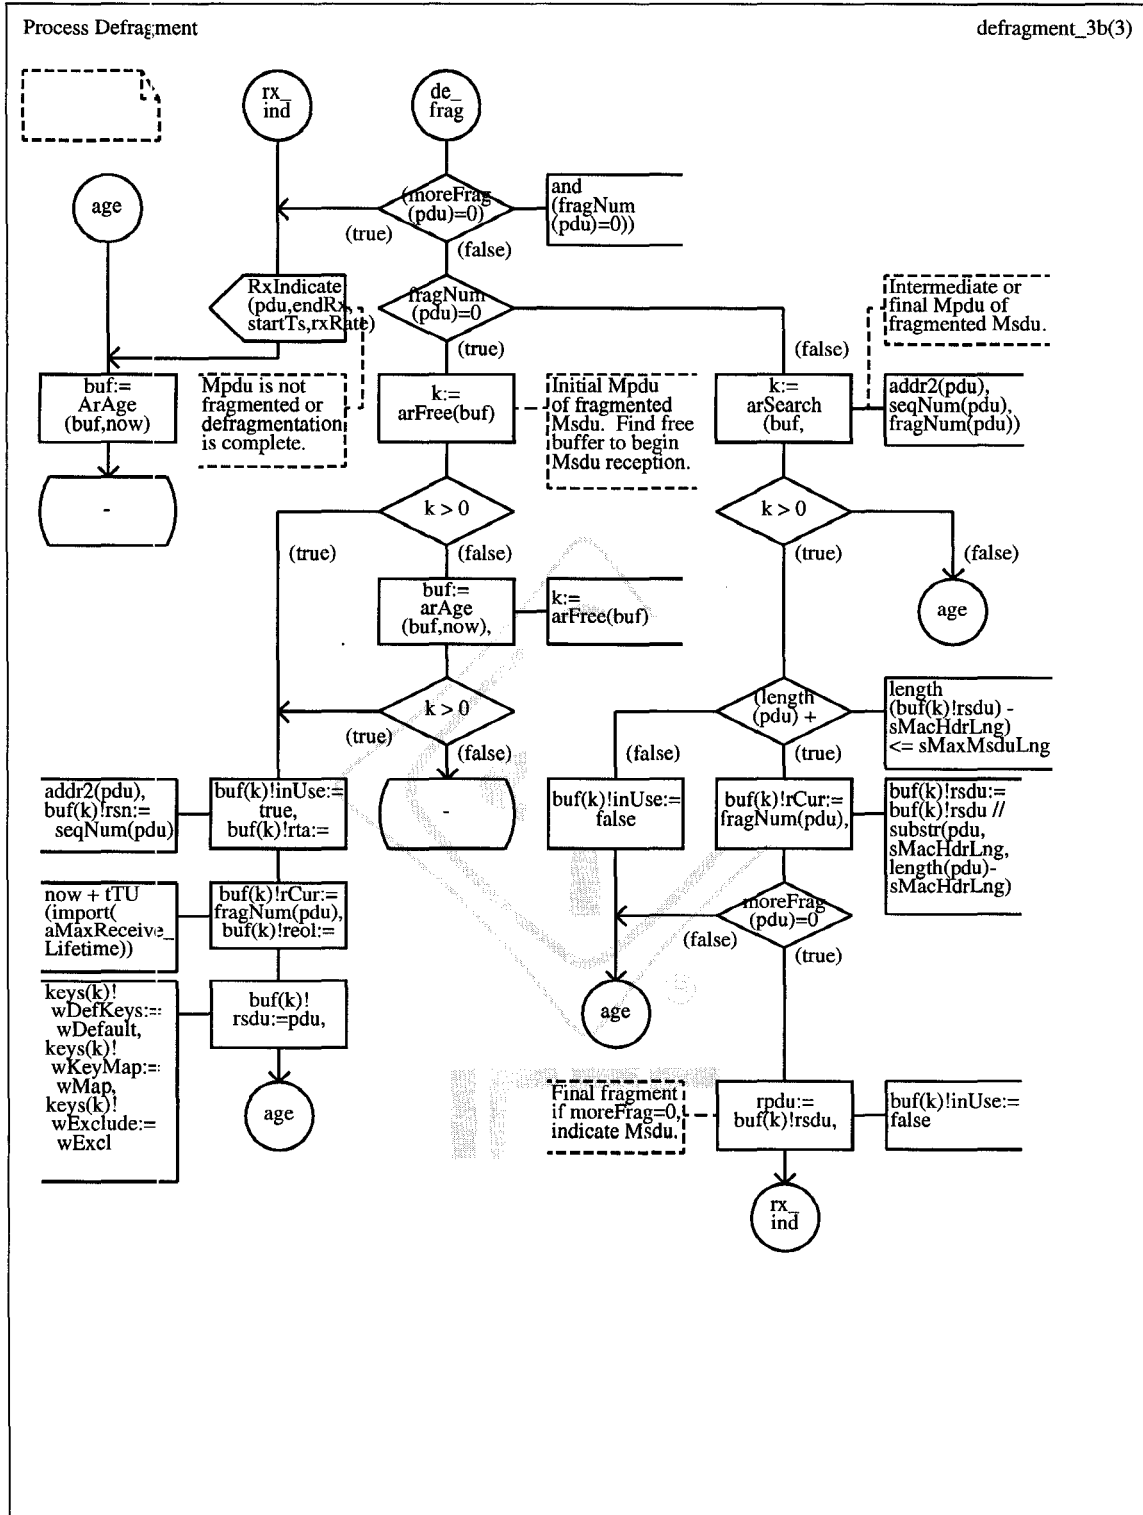 Process Defragment
defragment_3b(3)
rx_
ind
de_
frag
age
(moreFrag
(pdu)=0)
and
(fragNum
(pdu)=0))
(true)
(false)
RxIndicate
(pdu,endRx,
startTs,rxRate)
fragNum
(pdu)=0
Intermediate or
final Mpdu of
fragmented Msdu.
(true)
(false)
buf:=
ArAge
(buf,now)
Mpdu is not
fragmented or
defragmentation
is complete.
k:=
arFree(buf)
Initial Mpdu
of fragmented
Msdu. Find free
buffer to begin
Msdu reception.
k:=
arSearch
(buf,
addr2(pdu),
seqNum(pdu),
fragNum(pdu))
-
k > 0
k > 0
(true)
(false)
(true)
(false)
buf:=
arAge
(buf,now),
k:=
arFree(buf)
age
k > 0
(length
(pdu) +
length
(buf(k)!rsdu) -
sMacHdrLng)
<= sMaxMsduLng
(true)
(false)
(false)
(true)
addr2(pdu),
buf(k)!rsn:=
seqNum(pdu)
buf(k)!inUse:=
true,
buf(k)!rta:=
-
buf(k)!inUse:=
false
buf(k)!rCur:=
fragNum(pdu),
buf(k)!rsdu:=
buf(k)!rsdu //
substr(pdu,
sMacHdrLng,
length(pdu)-
sMacHdrLng)
now + tTU
(import(
aMaxReceive_
Lifetime))
buf(k)!rCur:=
fragNum(pdu),
buf(k)!reol:=
moreFrag
(pdu)=0
(false)
(true)
keys(k)!
wDefKeys:=
wDefault,
keys(k)!
wKeyMap:=
wMap,
keys(k)!
wExclude:=
wExcl
buf(k)!
rsdu:=pdu,
age
age
Final fragment
if moreFrag=0,
indicate Msdu.
rpdu:=
buf(k)!rsdu,
buf(k)!inUse:=
false
rx_
ind